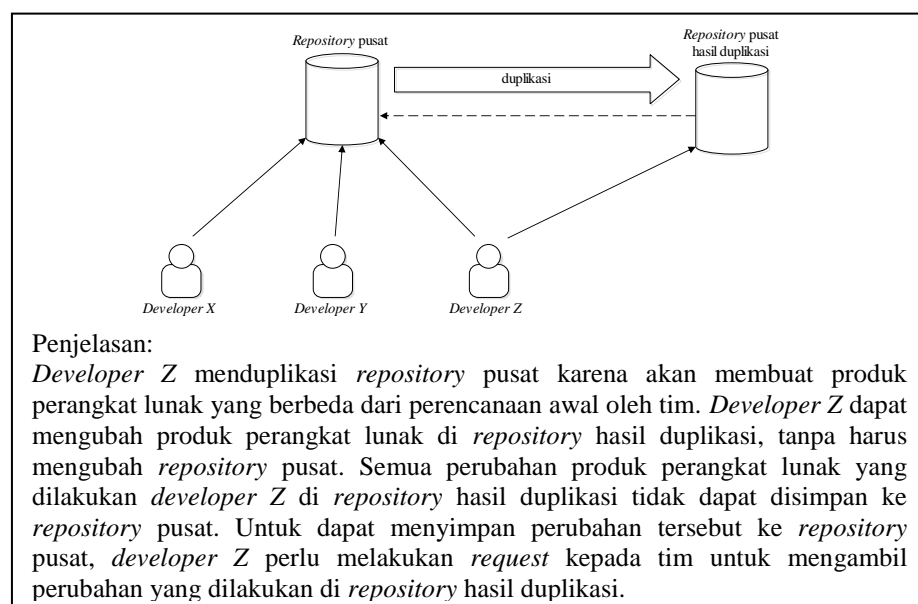 Repository pusat
Repository pusat
hasil duplikasi
duplikasi
Developer X
Developer Y
Developer Z
Penjelasan:
Developer Z menduplikasi repository pusat karena akan membuat produk
perangkat lunak yang berbeda dari perencanaan awal oleh tim. Developer Z dapat
mengubah produk perangkat lunak di repository hasil duplikasi, tanpa harus
mengubah repository pusat. Semua perubahan produk perangkat lunak yang
dilakukan developer Z di repository hasil duplikasi tidak dapat disimpan ke
repository pusat. Untuk dapat menyimpan perubahan tersebut ke repository
pusat, developer Z perlu melakukan request kepada tim untuk mengambil
perubahan yang dilakukan di repository hasil duplikasi.